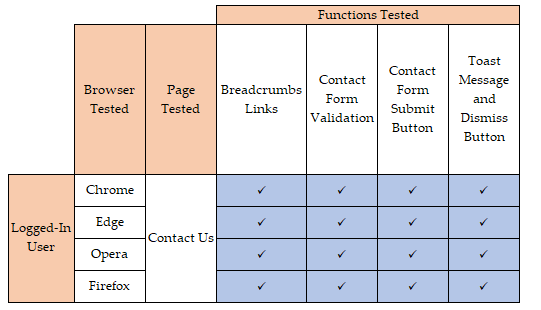 Functions Tested
Browser
Tested
Page
Tested
Breadcrumbs
Links
Contact
Form
Validation
Contact
Form
Submit
Button
Toast
Message
and
Dismiss
Button
Logged-In
User
Chrome
Contact Us
✓ ✓ ✓ ✓
Edge
✓ ✓ ✓ ✓
Opera
✓ ✓ ✓ ✓
Firefox
✓ ✓ ✓ ✓